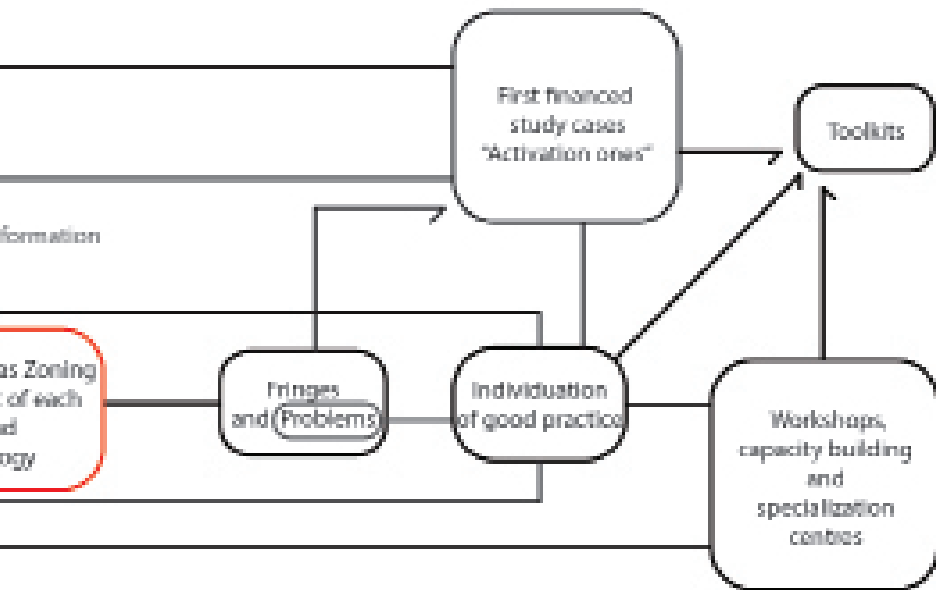 First financed
study cases
"Activation ones"
Toolkits
formation
as Zoning
of each
ogy
Fringes
and Problems
Individuation
of good practice
Workshops,
capacity building
and
specialization
centres